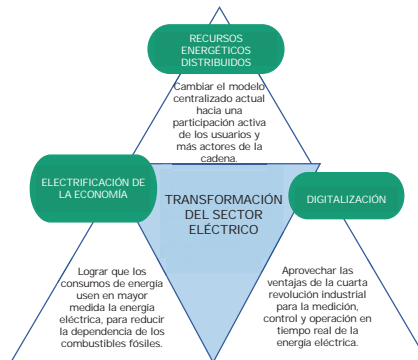 RECURSOS
ENERGÉTICOS
DISTRIBUIDOS
Cambiar el modelo
centralizado actual
hacia una
participación activa
de los usuarios y
más actores de la
cadena.
ELECTRIFICACIÓN DE
LA ECONOMÍA
TRANSFORMACIÓN
DEL SECTOR
ELÉCTRICO
DIGITALIZACIÓN
Lograr que los
consumos de energía
usen en mayor
medida la energía
eléctrica, para reducir
la dependencia de los
combustibles fósiles.
Aprovechar las
ventajas de la cuarta
revolución industrial
para la medición,
control y operación en
tiempo real de la
energía eléctrica.